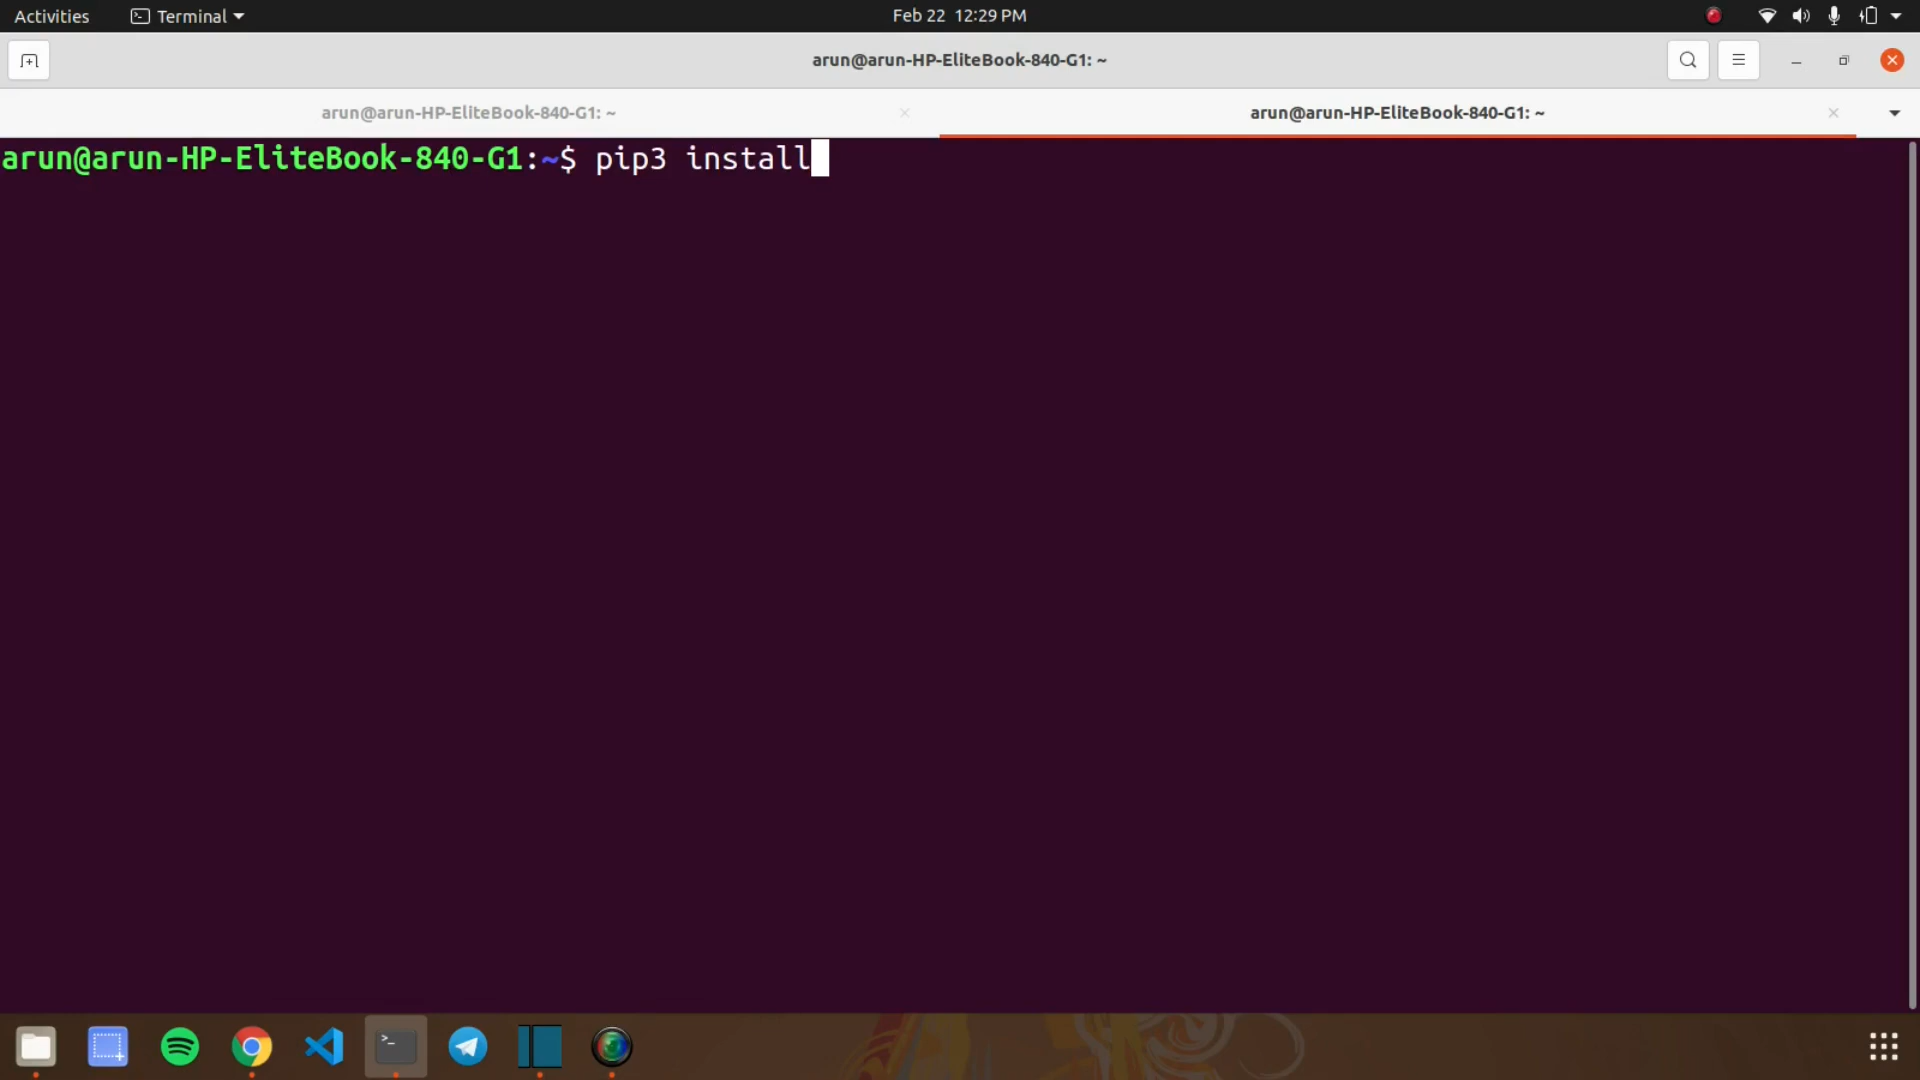 Activities Terminal Feb 22 12:29 PM
arun@arun-HP-EliteBook-840-G1: ~
arun@arun-HP-EliteBook-840-G1: ~ arun@arun-HP-EliteBook-840-G1: ~
arun@arun-HP-EliteBook-840-G1:~$ pip3 install